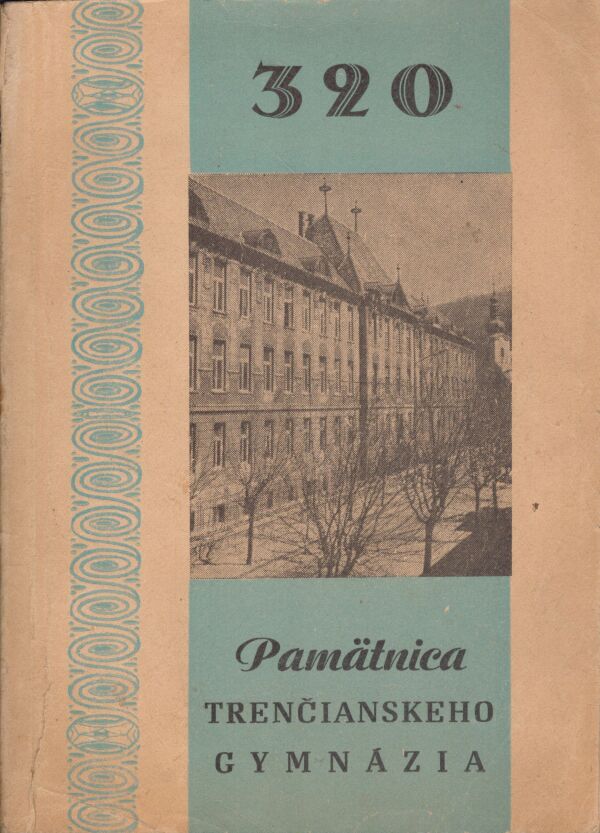 320
Pamätnica
TRENČIANSKEHO
GYMNÁZIA